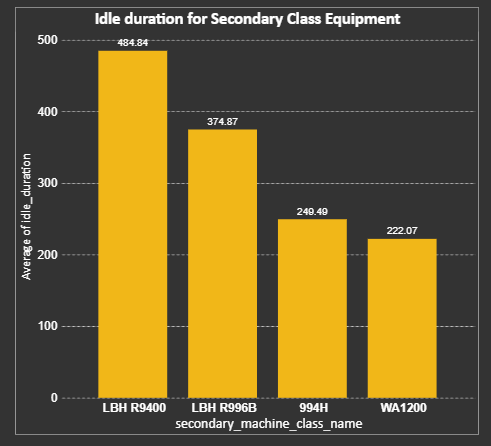 Idle duration for Secondary Class Equipment
500
400
300
200
100
0
Average of idle_duration
484.84
374.87
249.49
222.07
LBH R9400
LBH R996B
994H
WA1200
secondary_machine_class_name